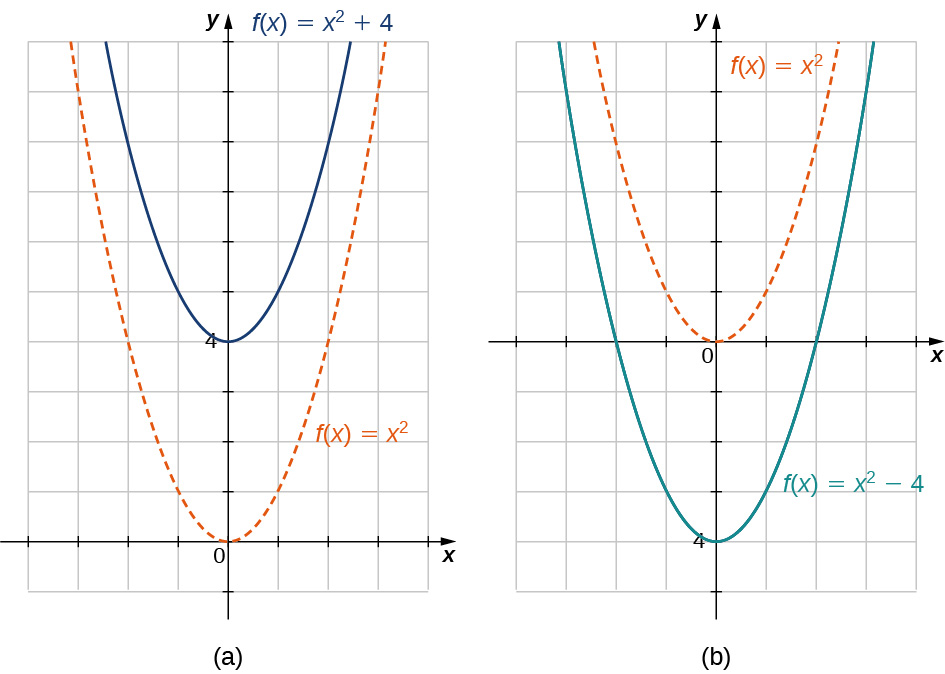 y
f(x) = x² + 4
4
f(x) = x²
0
x
(a)
y
f(x) = x²
0
x
f(x) = x² − 4
4
(b)